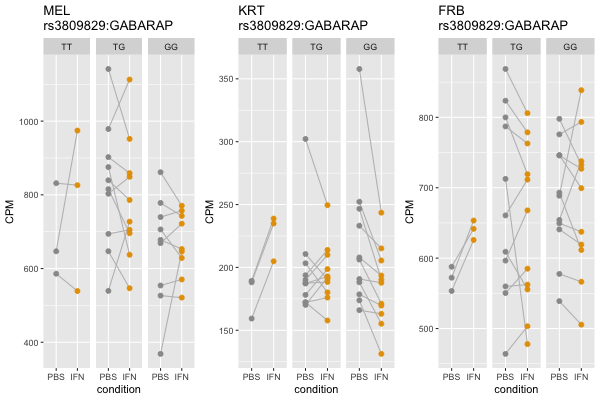 MEL
rs3809829:GABARAP
TT TG GG
1000
800
600
400
CPM
PBS IFN PBS IFN PBS IFN
condition
KRT
rs3809829:GABARAP
TT TG GG
350
300
250
200
150
CPM
PBS IFN PBS IFN PBS IFN
condition
FRB
rs3809829:GABARAP
TT TG GG
800
700
600
500
CPM
PBS IFN PBS IFN PBS IFN
condition